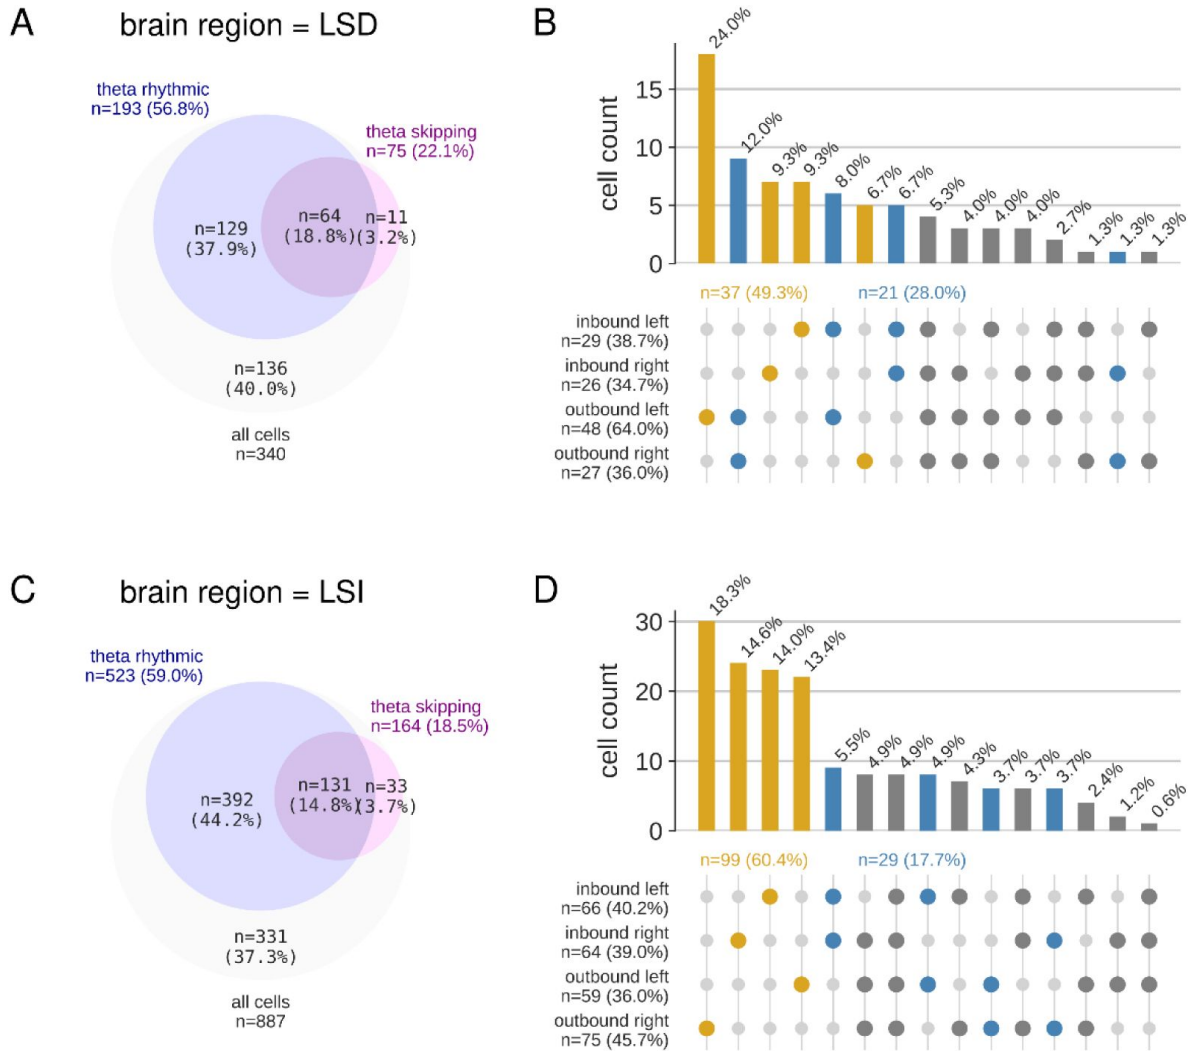 A
brain region = LSD
theta rhythmic
n=193 (56.8%)
theta skipping
n=75 (22.1%)
n=129
(37.9%)
n=64
(18.8%)
n=11
(3.2%)
n=136
(40.0%)
all cells
n=340
B
cell count
15
10
5
0
24.0%
12.0%
9.3%
9.3%
8.0%
6.7%
6.7%
5.3%
4.0%
4.0%
4.0%
2.7%
1.3%
1.3%
1.3%
n=37 (49.3%)
n=21 (28.0%)
inbound left
n=29 (38.7%)
inbound right
n=26 (34.7%)
outbound left
n=48 (64.0%)
outbound right
n=27 (36.0%)
C
brain region = LSI
theta rhythmic
n=523 (59.0%)
theta skipping
n=164 (18.5%)
n=392
(44.2%)
n=131
(14.8%)
n=33
(3.7%)
n=331
(37.3%)
all cells
n=887
D
cell count
30
20
10
0
18.3%
14.6%
14.0%
13.4%
5.5%
4.9%
4.9%
4.9%
4.3%
3.7%
3.7%
3.7%
2.4%
1.2%
0.6%
n=99 (60.4%)
n=29 (17.7%)
inbound left
n=66 (40.2%)
inbound right
n=64 (39.0%)
outbound left
n=59 (36.0%)
outbound right
n=75 (45.7%)